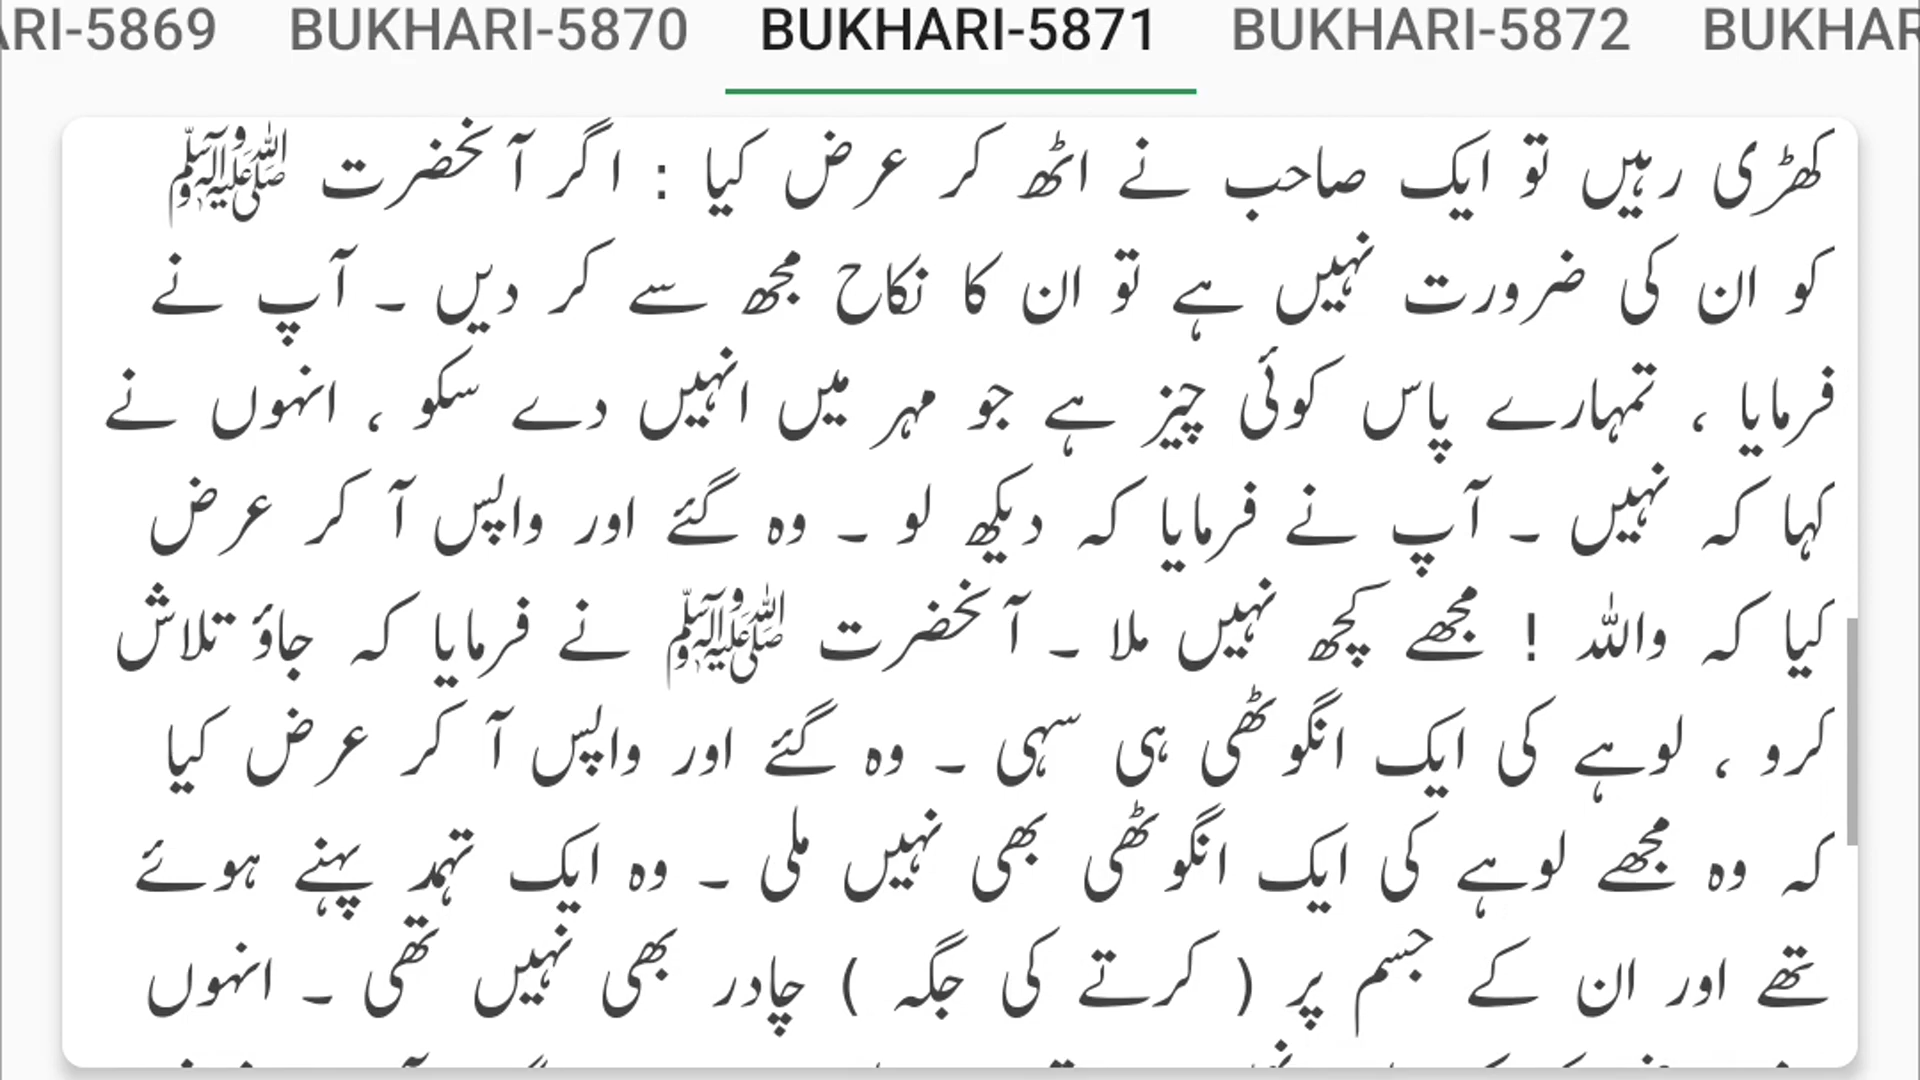 ARI-5869 BUKHARI-5870 BUKHARI-5871 BUKHARI-5872 BUKHAR
کھڑی رہیں تو ایک صاحب نے اٹھ کر عرض کیا : اگر آنحضرت ﷺ
کو ان کی ضرورت نہیں ہے تو ان کا نکاح مجھ سے کر دیں ۔ آپ نے
فرمایا ، تمہارے پاس کوئی چیز ہے جو مہر میں انہیں دے سکو ، انہوں نے
کہا کہ نہیں ۔ آپ نے فرمایا کہ دیکھ لو ۔ وہ گئے اور واپس آ کر عرض
کیا کہ واللہ ! مجھے کچھ نہیں ملا ۔ آنحضرت ﷺ نے فرمایا کہ جاؤ تلاش
کرو ، لوہے کی ایک انگوٹھی ہی سہی ۔ وہ گئے اور واپس آ کر عرض کیا
کہ وہ مجھے لوہے کی ایک انگوٹھی بھی نہیں ملی ۔ وہ ایک تہمد پہنے ہوئے
تھے اور ان کے جسم پر ( کرتے کی جگہ ) چادر بھی نہیں تھی ۔ انہوں